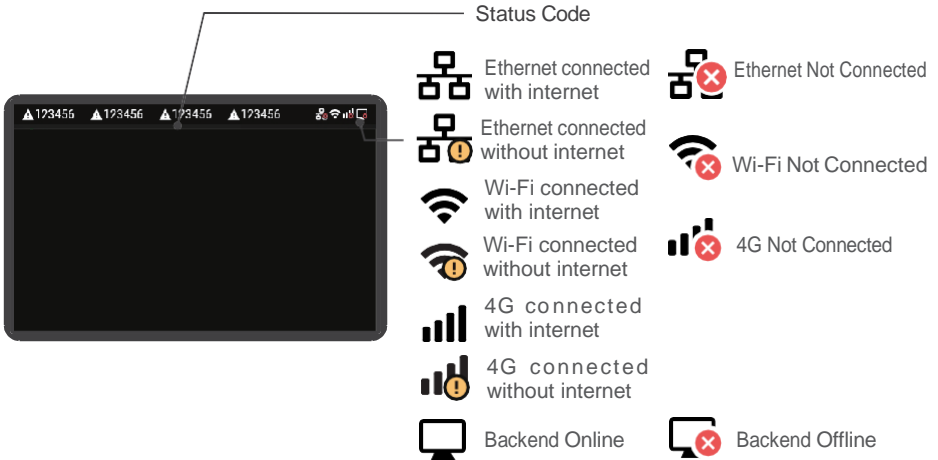 Status Code
Ethernet connected
with internet
Ethernet Not Connected
123456 123456 123456 123456
Ethernet connected
without internet
Wi-Fi Not Connected
Wi-Fi connected
with internet
Wi-Fi connected
without internet
4G Not Connected
4G connected
with internet
4G connected
without internet
Backend Online
Backend Offline